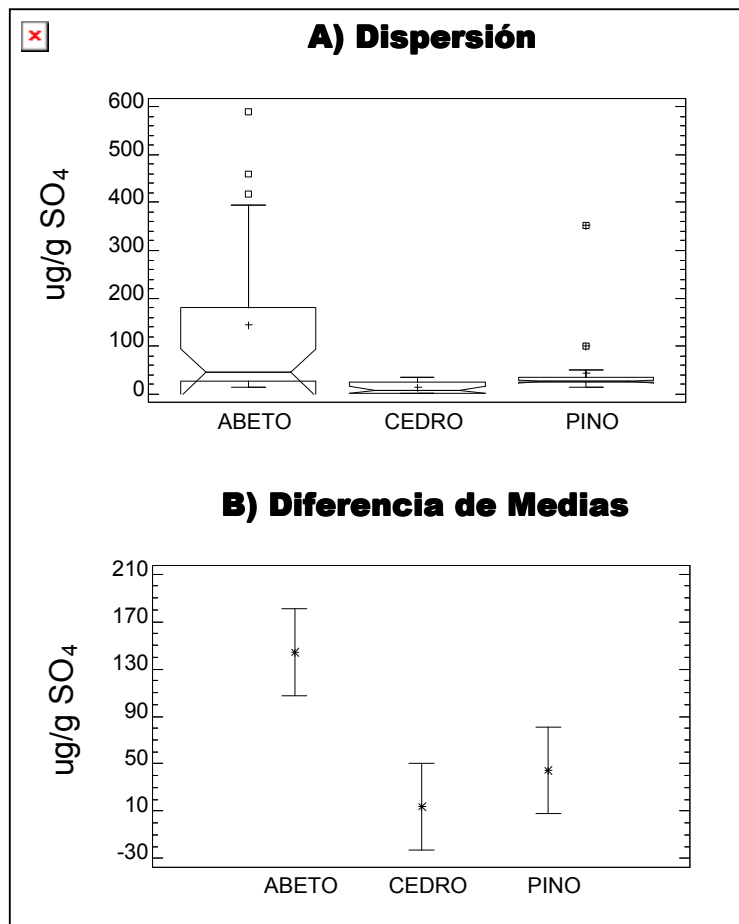 A) Dispersión
600
500
400
300
200
100
0
ug/g SO₄
ABETO CEDRO PINO
B) Diferencia de Medias
210
170
130
90
50
10
-30
ug/g SO₄
ABETO CEDRO PINO